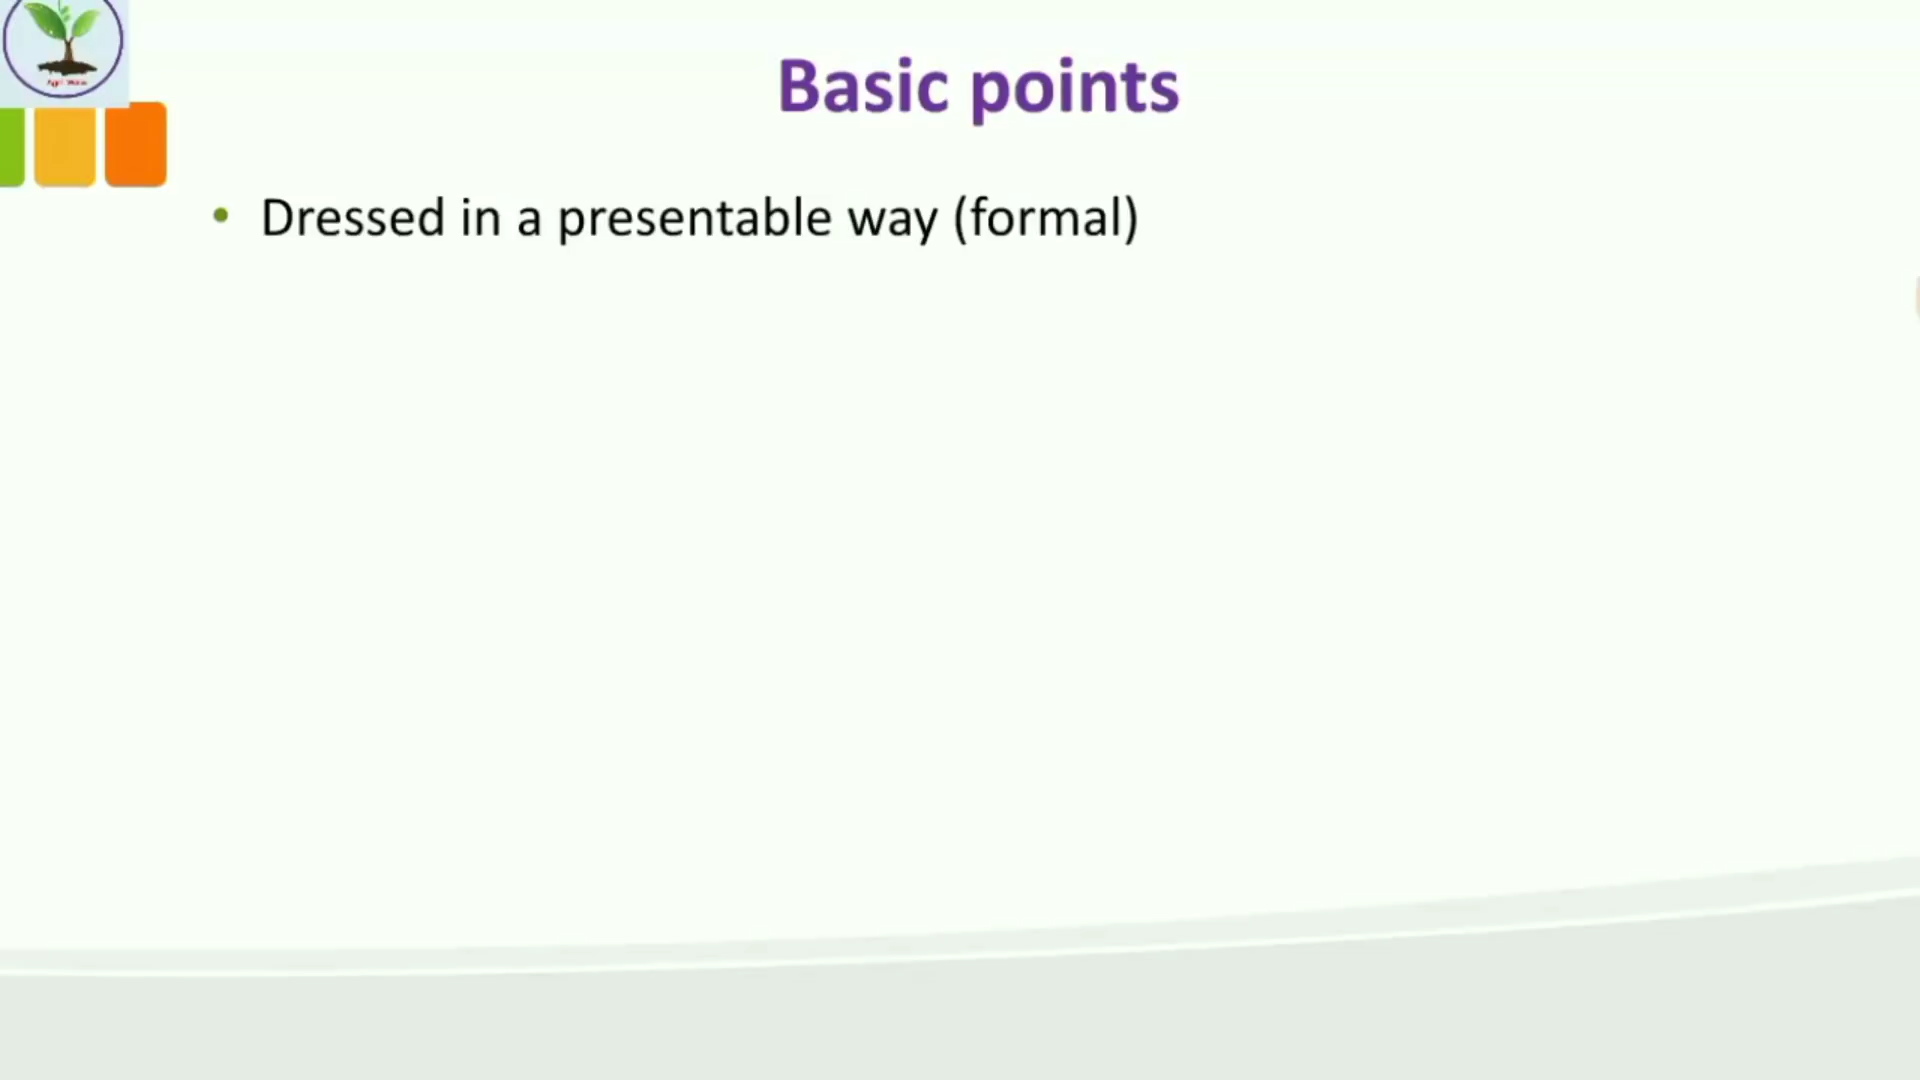 Basic points
• Dressed in a presentable way (formal)